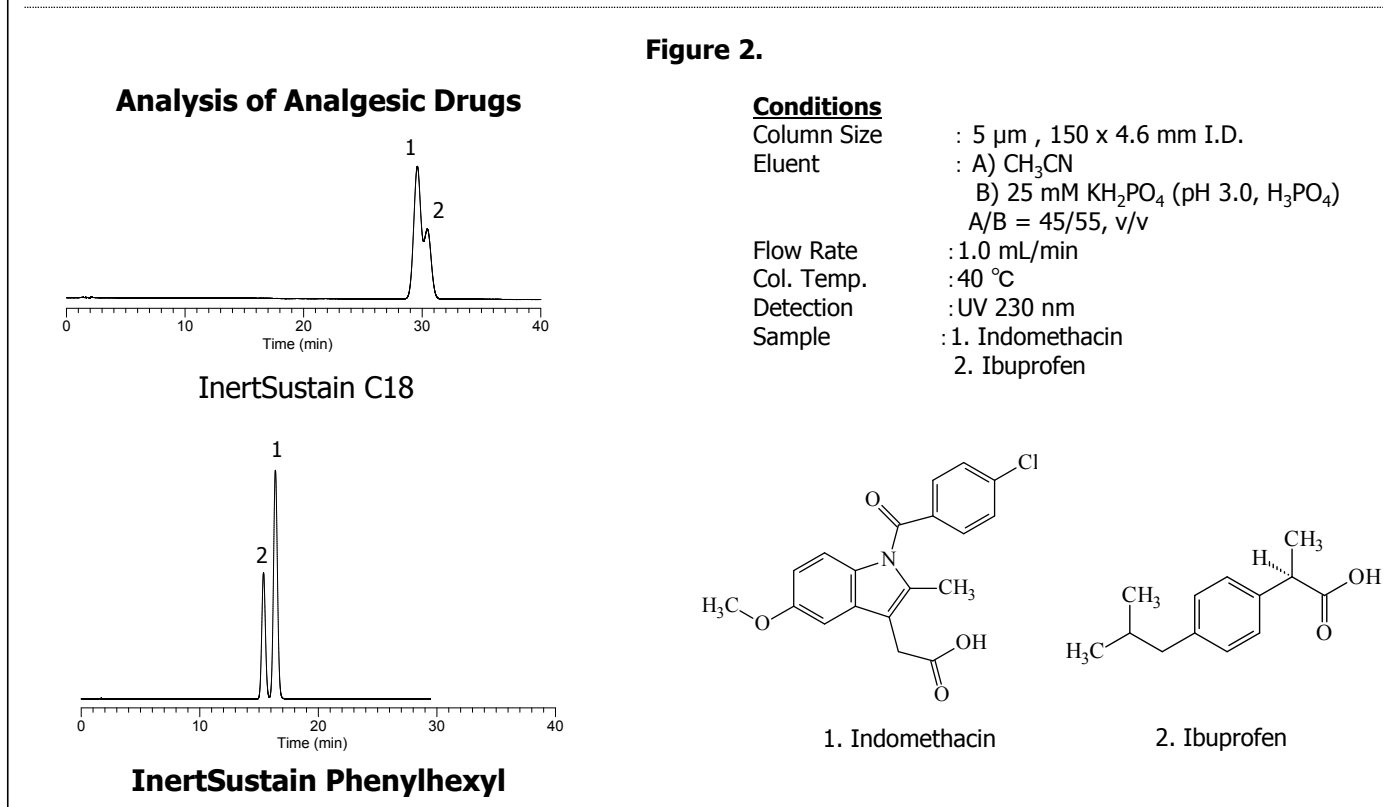 Figure 2.
Analysis of Analgesic Drugs
1
2
0 10 20 30 40
Time (min)
InertSustain C18
1
2
0 10 20 30 40
Time (min)
InertSustain Phenylhexyl
Conditions
Column Size : 5 µm , 150 x 4.6 mm I.D.
Eluent : A) CH₃CN
B) 25 mM KH₂PO₄ (pH 3.0, H₃PO₄)
A/B = 45/55, v/v
Flow Rate : 1.0 mL/min
Col. Temp. : 40 ℃
Detection : UV 230 nm
Sample : 1. Indomethacin
2. Ibuprofen
Cl
O
N
CH₃
H₃C
O
OH
O
1. Indomethacin
CH₃
H
OH
O
CH₃
H₃C
2. Ibuprofen